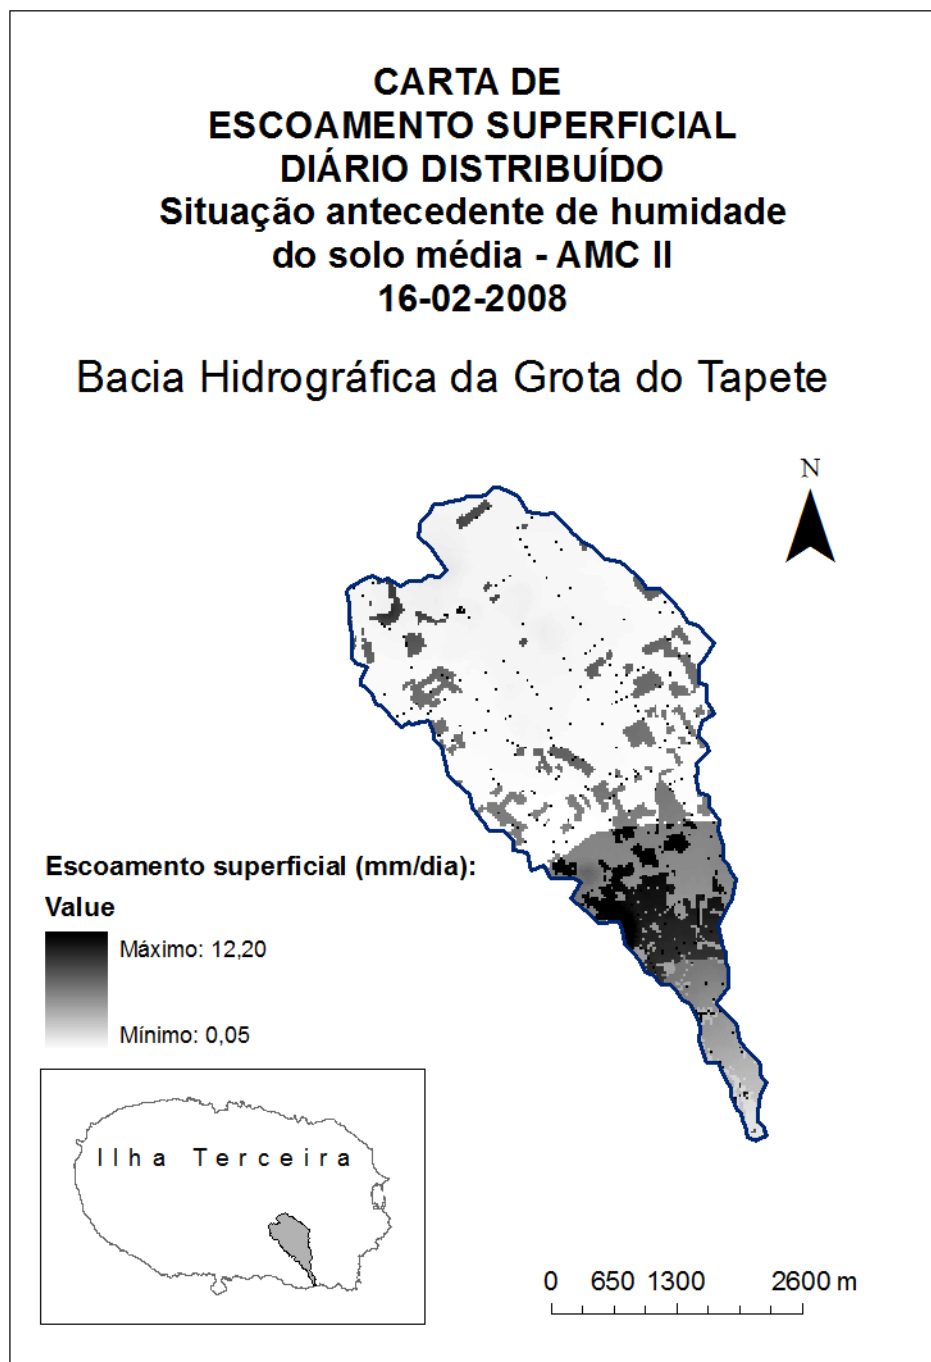 CARTA DE
ESCOAMENTO SUPERFICIAL
DIÁRIO DISTRIBUÍDO
Situação antecedente de humidade
do solo média - AMC II
16-02-2008
Bacia Hidrográfica da Grota do Tapete
N
Escoamento superficial (mm/dia):
Value
Máximo: 12,20
Mínimo: 0,05
Ilha Terceira
0 650 1300 2600 m